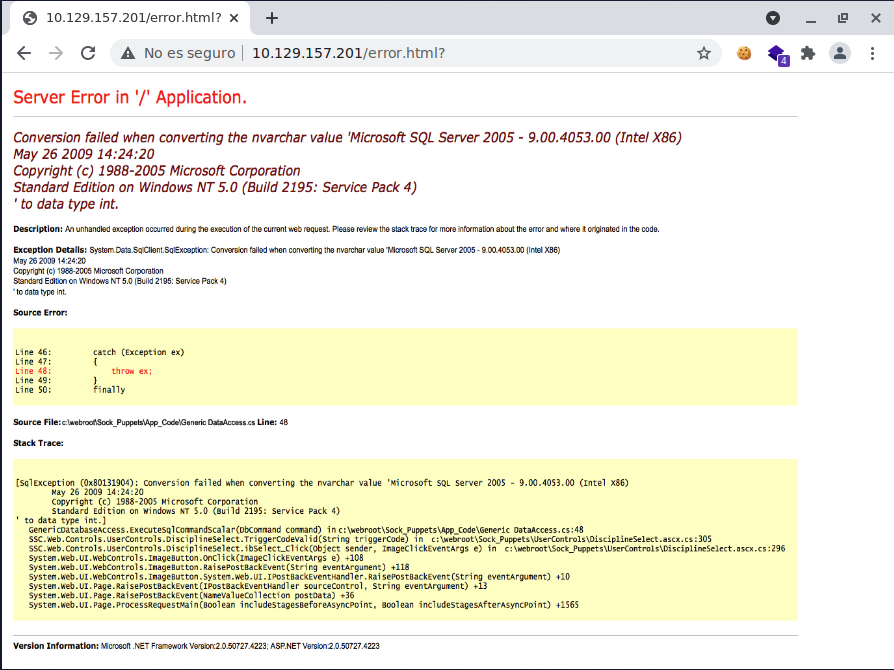 10.129.157.201/error.html?
No es seguro 10.129.157.201/error.html?
4
Server Error in '/' Application.
Conversion failed when converting the nvarchar value 'Microsoft SQL Server 2005 - 9.00.4053.00 (Intel X86)
May 26 2009 14:24:20
Copyright (c) 1988-2005 Microsoft Corporation
Standard Edition on Windows NT 5.0 (Build 2195: Service Pack 4)
' to data type int.
Description: An unhandled exception occurred during the execution of the current web request. Please review the stack trace for more information about the error and where it originated in the code.
Exception Details: System.Data.SqlClient.SqlException: Conversion failed when converting the nvarchar value 'Microsoft SQL Server 2005 - 9.00.4053.00 (Intel X86)
May 26 2009 14:24:20
Copyright (c) 1988-2005 Microsoft Corporation
Standard Edition on Windows NT 5.0 (Build 2195: Service Pack 4)
' to data type int.
Source Error:
Line 46: catch (Exception ex)
Line 47: {
Line 48: throw ex;
Line 49: }
Line 50: finally
Source File: c:\webroot\Sock_Puppets\App_Code\Generic DataAccess.cs Line: 48
Stack Trace:
[SqlException (0x80131904): Conversion failed when converting the nvarchar value 'Microsoft SQL Server 2005 - 9.00.4053.00 (Intel X86)
May 26 2009 14:24:20
Copyright (c) 1988-2005 Microsoft Corporation
Standard Edition on Windows NT 5.0 (Build 2195: Service Pack 4)
' to data type int.]
GenericDatabaseAccess.ExecuteSqlCommandScalar(DbCommand command) in c:\webroot\Sock_Puppets\App_Code\Generic DataAccess.cs:48
SSC.Web.Controls.UserControls.DisciplineSelect.TriggerCodeValid(String triggerCode) in c:\webroot\Sock_Puppets\UserControls\DisciplineSelect.ascx.cs:305
SSC.Web.Controls.UserControls.DisciplineSelect.ibSelect_Click(Object sender, ImageClickEventArgs e) in c:\webroot\Sock_Puppets\UserControls\DisciplineSelect.ascx.cs:296
System.Web.UI.WebControls.ImageButton.OnClick(ImageClickEventArgs e) +108
System.Web.UI.WebControls.ImageButton.RaisePostBackEvent(String eventArgument) +118
System.Web.UI.WebControls.ImageButton.System.Web.UI.IPostBackEventHandler.RaisePostBackEvent(String eventArgument) +10
System.Web.UI.Page.RaisePostBackEvent(IPostBackEventHandler sourceControl, String eventArgument) +13
System.Web.UI.Page.RaisePostBackEvent(NameValueCollection postData) +36
System.Web.UI.Page.ProcessRequestMain(Boolean includeStagesBeforeAsyncPoint, Boolean includeStagesAfterAsyncPoint) +1565
Version Information: Microsoft .NET Framework Version:2.0.50727.4223; ASP.NET Version:2.0.50727.4223